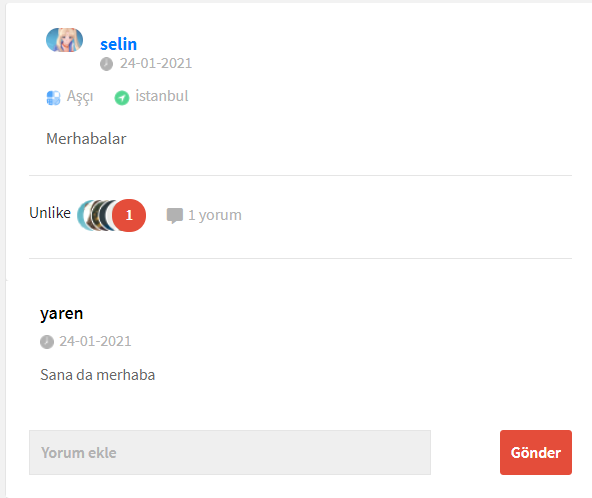 selin
24-01-2021
Aşçı istanbul
Merhabalar
Unlike 1 1 yorum
yaren
24-01-2021
Sana da merhaba
Yorum ekle Gönder